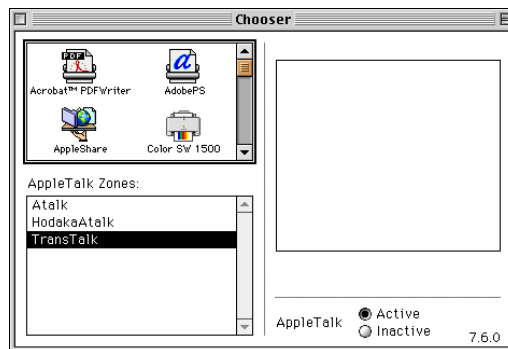 Chooser
PDF
Acrobat™ PDFWriter
a
AdobePS
AppleShare
Color SW 1500
AppleTalk Zones:
Atalk
HodakaAtalk
TransTalk
AppleTalk
Active
Inactive
7.6.0